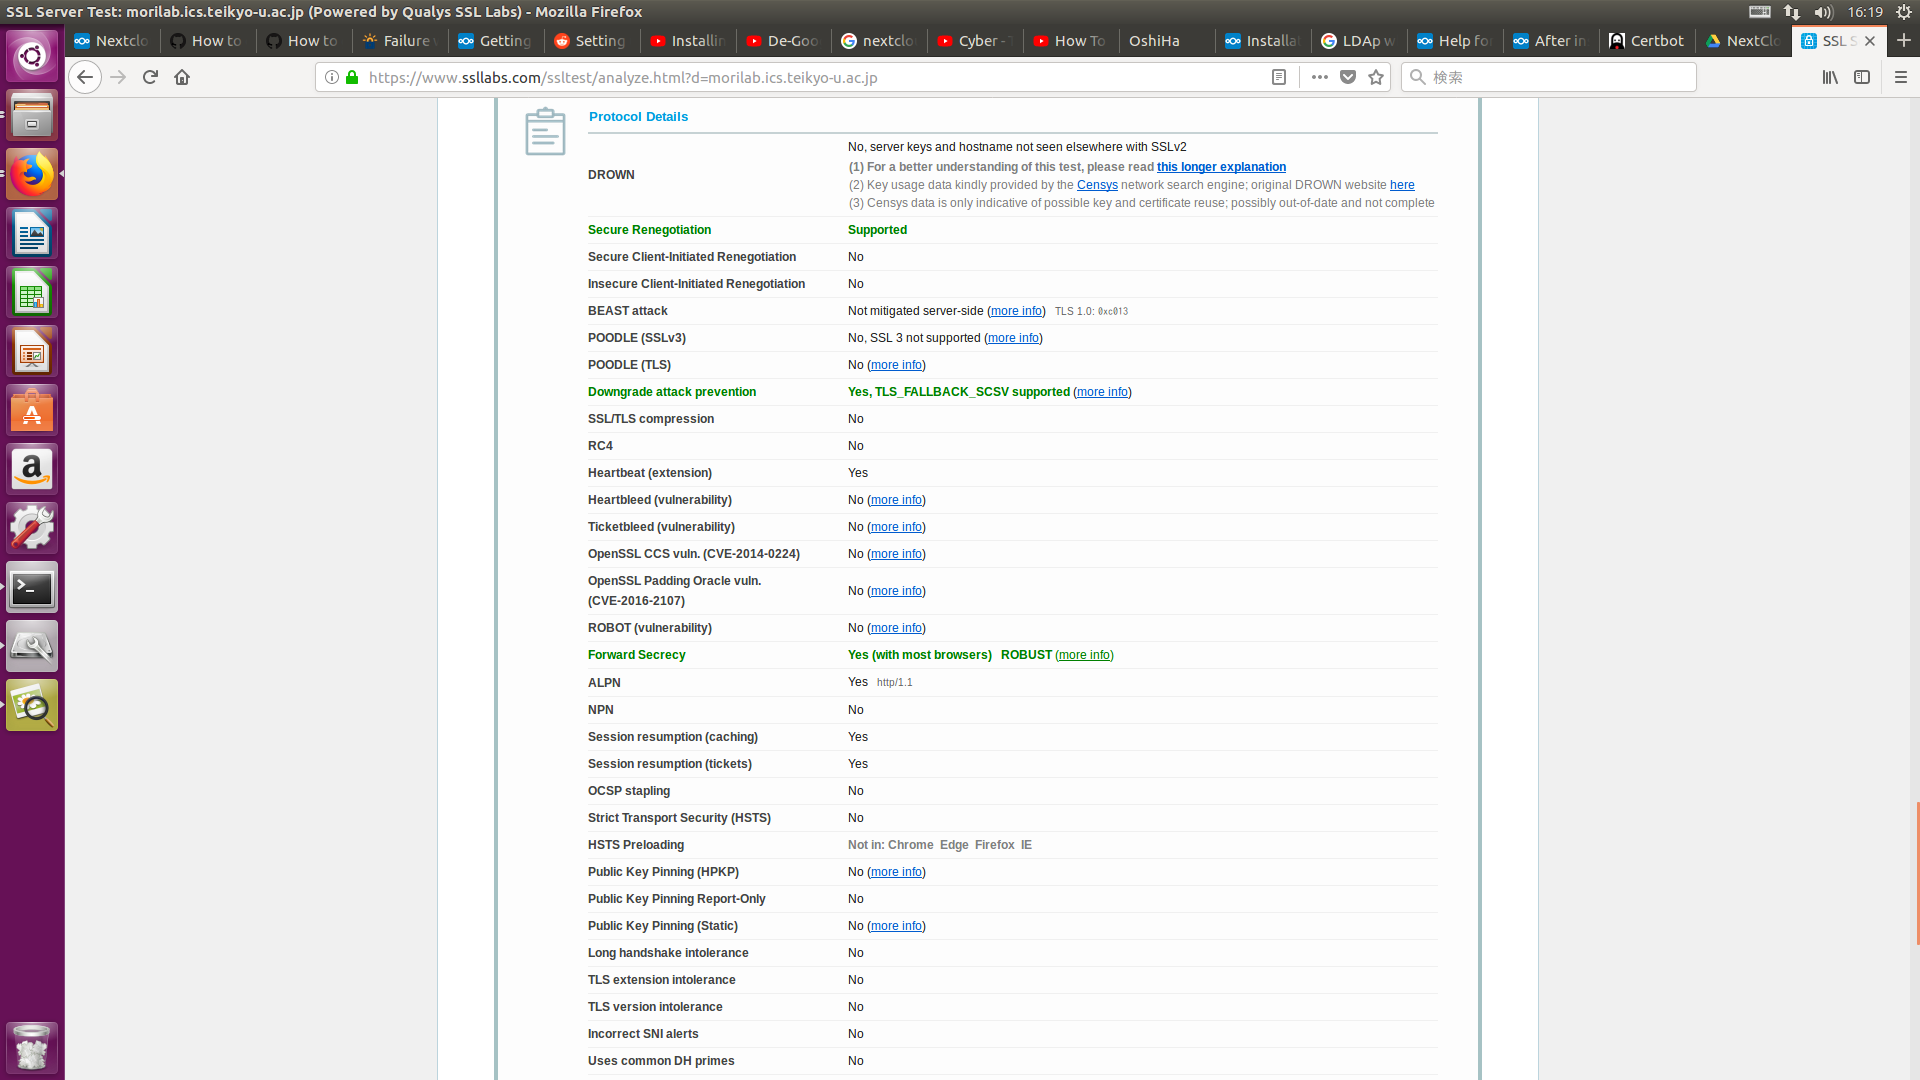 SSL Server Test: morilab.ics.teikyo-u.ac.jp (Powered by Qualys SSL Labs) - Mozilla Firefox
16:19
Nextclo
How to
How to
Failure
Getting
Setting
Installin
De-Goo
nextclo
Cyber -
How To
OshiHa
Installa
LDAp w
Help fo
After in
Certbot
NextClo
SSL S
https://www.ssllabs.com/ssltest/analyze.html?d=morilab.ics.teikyo-u.ac.jp
検索
Protocol Details
DROWN
No, server keys and hostname not seen elsewhere with SSLv2
(1) For a better understanding of this test, please read this longer explanation
(2) Key usage data kindly provided by the Censys network search engine; original DROWN website here
(3) Censys data is only indicative of possible key and certificate reuse; possibly out-of-date and not complete
Secure Renegotiation Supported
Secure Client-Initiated Renegotiation No
Insecure Client-Initiated Renegotiation No
BEAST attack Not mitigated server-side (more info) TLS 1.0: 0xc013
POODLE (SSLv3) No, SSL 3 not supported (more info)
POODLE (TLS) No (more info)
Downgrade attack prevention Yes, TLS_FALLBACK_SCSV supported (more info)
SSL/TLS compression No
RC4 No
Heartbeat (extension) Yes
Heartbleed (vulnerability) No (more info)
Ticketbleed (vulnerability) No (more info)
OpenSSL CCS vuln. (CVE-2014-0224) No (more info)
OpenSSL Padding Oracle vuln.
(CVE-2016-2107) No (more info)
ROBOT (vulnerability) No (more info)
Forward Secrecy Yes (with most browsers) ROBUST (more info)
ALPN Yes http/1.1
NPN No
Session resumption (caching) Yes
Session resumption (tickets) Yes
OCSP stapling No
Strict Transport Security (HSTS) No
HSTS Preloading Not in: Chrome Edge Firefox IE
Public Key Pinning (HPKP) No (more info)
Public Key Pinning Report-Only No
Public Key Pinning (Static) No (more info)
Long handshake intolerance No
TLS extension intolerance No
TLS version intolerance No
Incorrect SNI alerts No
Uses common DH primes No